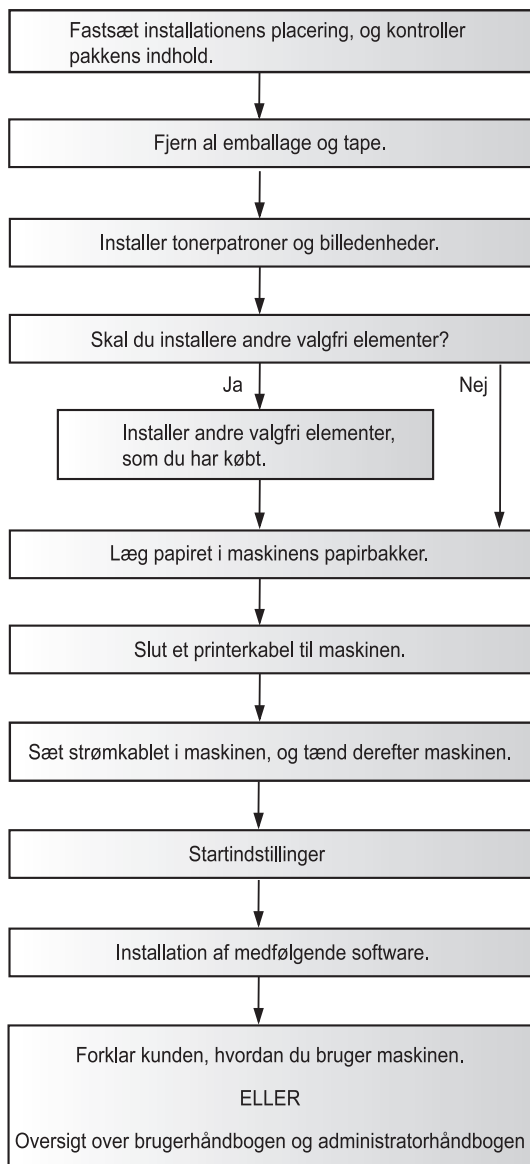 Fastsæt installationens placering, og kontroller
pakkens indhold.
Fjern al emballage og tape.
Installer tonerpatroner og billedenheder.
Skal du installere andre valgfri elementer?
Ja
Nej
Installer andre valgfri elementer,
som du har købt.
Læg papiret i maskinens papirbakker.
Slut et printerkabel til maskinen.
Sæt strømkablet i maskinen, og tænd derefter maskinen.
Startindstillinger
Installation af medfølgende software.
Forklar kunden, hvordan du bruger maskinen.
ELLER
Oversigt over brugerhåndbogen og administratorhåndbogen